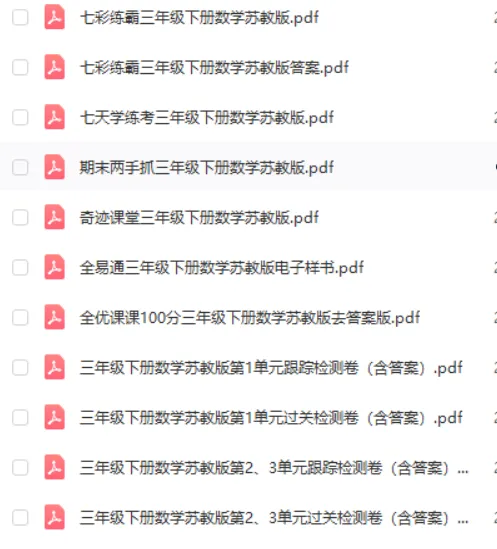 七彩练霸三年级下册数学苏教版.pdf
七彩练霸三年级下册数学苏教版答案.pdf
七天学练考三年级下册数学苏教版.pdf
期末两手抓三年级下册数学苏教版.pdf
奇迹课堂三年级下册数学苏教版.pdf
全易通三年级下册数学苏教版电子样书.pdf
全优课课100分三年级下册数学苏教版去答案版.pdf
三年级下册数学苏教版第1单元跟踪检测卷（含答案）.pdf
三年级下册数学苏教版第1单元过关检测卷（含答案）.pdf
三年级下册数学苏教版第2、3单元跟踪检测卷（含答案）...
三年级下册数学苏教版第2、3单元过关检测卷（含答案）...